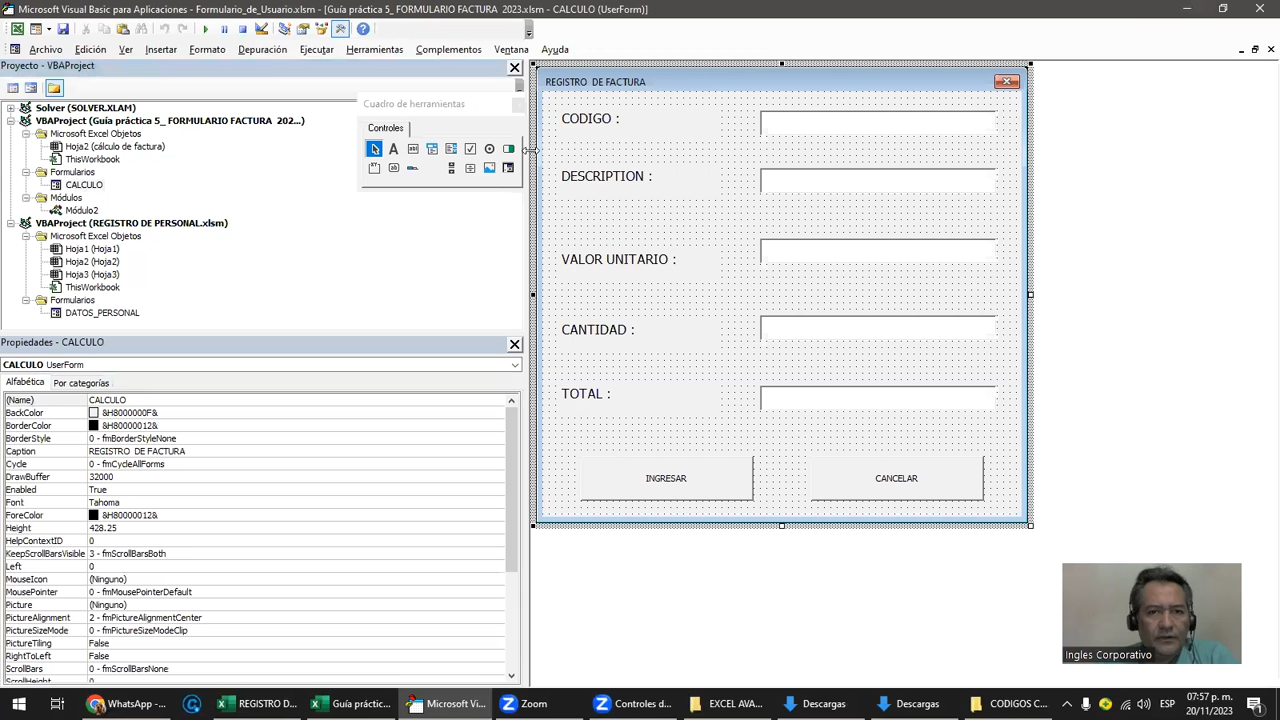 Microsoft Visual Basic para Aplicaciones - Formulario_de_Usuario.xlsm - [Guía práctica 5_ FORMULARIO FACTURA  2023.xlsm - CALCULO (UserForm)]
Archivo Edición Ver Insertar Formato Depuración Ejecutar Herramientas Complementos Ventana Ayuda
Proyecto - VBAProject
Solver (SOLVER.XLAM)
VBAProject (Guía práctica 5_ FORMULARIO FACTURA  202...)
Microsoft Excel Objetos
Hoja2 (cálculo de factura)
ThisWorkbook
Formularios
CALCULO
Módulos
Módulo2
VBAProject (REGISTRO DE PERSONAL.xlsm)
Microsoft Excel Objetos
Hoja1 (Hoja1)
Hoja2 (Hoja2)
Hoja3 (Hoja3)
ThisWorkbook
Formularios
DATOS_PERSONAL
Cuadro de herramientas
Controles
Propiedades - CALCULO
CALCULO UserForm
Alfabética Por categorías
(Name) CALCULO
BackColor &H8000000F&
BorderColor &H80000012&
BorderStyle 0 - fmBorderStyleNone
Caption REGISTRO  DE FACTURA
Cycle 0 - fmCycleAllForms
DrawBuffer 32000
Enabled True
Font Tahoma
ForeColor &H80000012&
Height 428.25
HelpContextID 0
KeepScrollBarsVisible 3 - fmScrollBarsBoth
Left 0
MouseIcon (Ninguno)
MousePointer 0 - fmMousePointerDefault
Picture (Ninguno)
PictureAlignment 2 - fmPictureAlignmentCenter
PictureSizeMode 0 - fmPictureSizeModeClip
PictureTiling False
RightToLeft False
ScrollBars 0 - fmScrollBarsNone
ScrollHeight 0
REGISTRO  DE FACTURA
CODIGO :
DESCRIPTION :
VALOR UNITARIO :
CANTIDAD :
TOTAL :
INGRESAR CANCELAR
Ingles Corporativo
WhatsApp - ... REGISTRO D... Guía práctic... Microsoft Vi... Zoom Controles d... EXCEL AVA... Descargas Descargas CODIGOS C... ESP 07:57 p. m.
20/11/2023